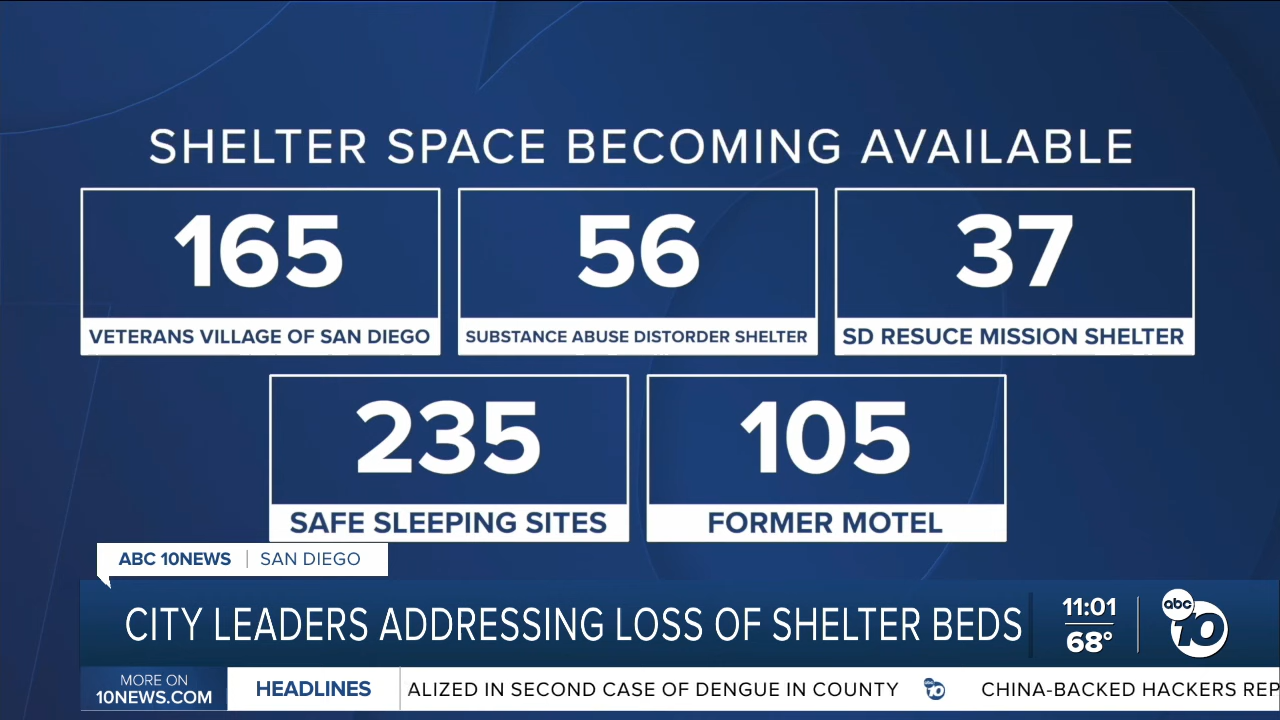 SHELTER SPACE BECOMING AVAILABLE
165
VETERANS VILLAGE OF SAN DIEGO
56
SUBSTANCE ABUSE DISTORDER SHELTER
37
SD RESUCE MISSION SHELTER
235
SAFE SLEEPING SITES
105
FORMER MOTEL
ABC 10NEWS | SAN DIEGO
CITY LEADERS ADDRESSING LOSS OF SHELTER BEDS
11:01
68°
abc 10
MORE ON
10NEWS.COM
HEADLINES
ALIZED IN SECOND CASE OF DENGUE IN COUNTY abc 10 CHINA-BACKED HACKERS REP